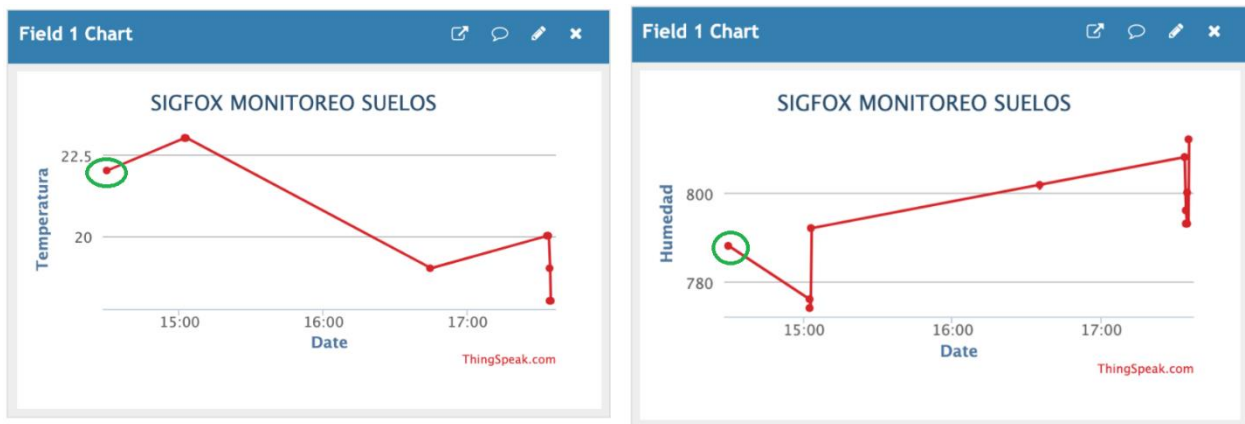 Field 1 Chart
SIGFOX MONITOREO SUELOS
Temperatura
22.5
20
15:00 16:00 17:00
Date
ThingSpeak.com
Field 1 Chart
SIGFOX MONITOREO SUELOS
Humedad
800
780
15:00 16:00 17:00
Date
ThingSpeak.com